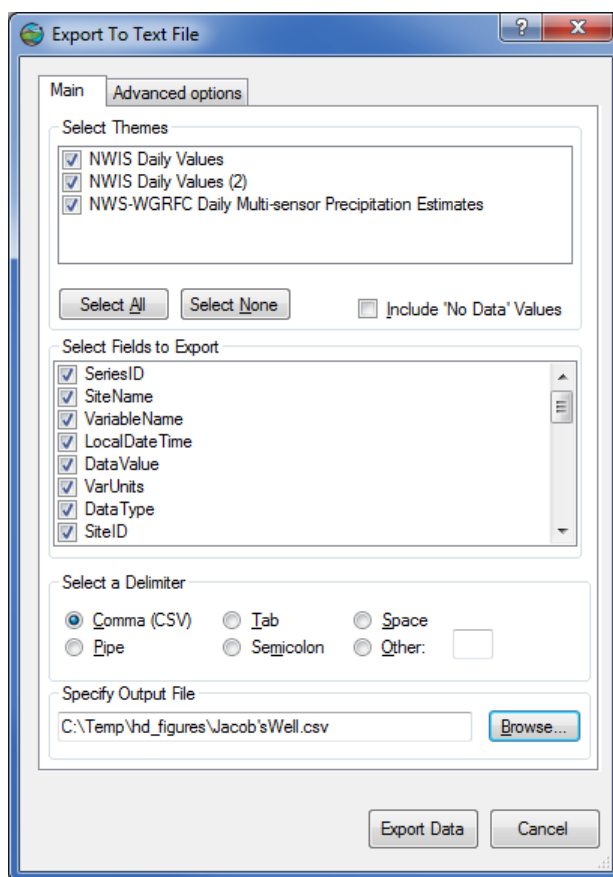 Export To Text File
Main Advanced options
Select Themes
NWIS Daily Values
NWIS Daily Values (2)
NWS-WGRFC Daily Multi-sensor Precipitation Estimates
Select All Select None Include 'No Data' Values
Select Fields to Export
SeriesID
SiteName
VariableName
LocalDateTime
DataValue
VarUnits
DataType
SiteID
Select a Delimiter
Comma (CSV) Tab Space
Pipe Semicolon Other:
Specify Output File
C:\Temp\hd_figures\Jacob'sWell.csv Browse...
Export Data Cancel